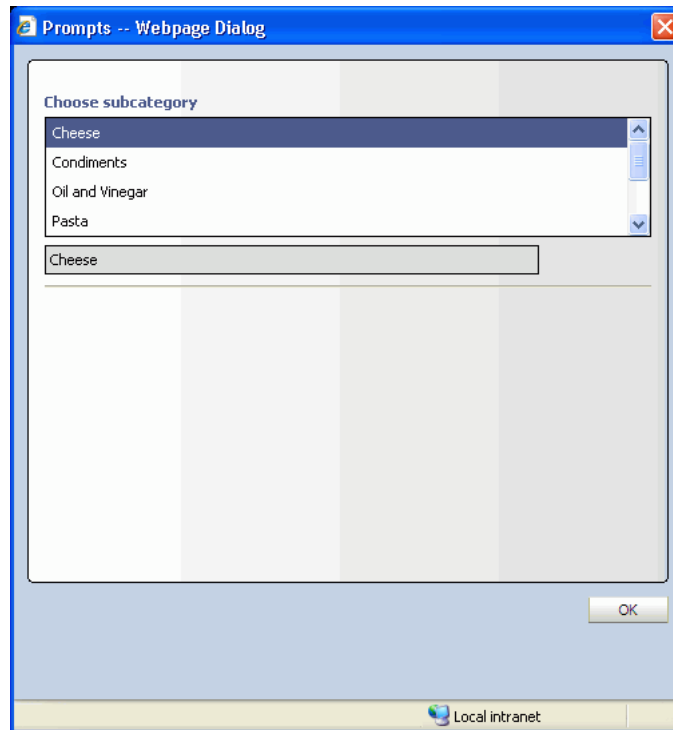 Prompts -- Webpage Dialog
Choose subcategory
Cheese
Condiments
Oil and Vinegar
Pasta
Cheese
OK
Local intranet